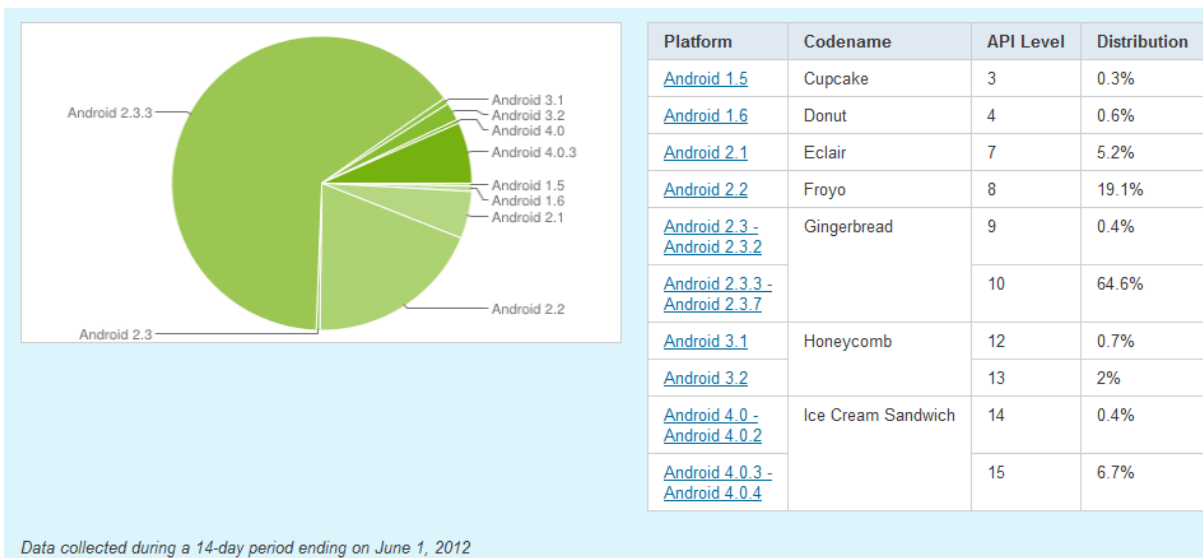 Android 2.3.3
Android 3.1
Android 3.2
Android 4.0
Android 4.0.3
Android 1.5
Android 1.6
Android 2.1
Android 2.2
Android 2.3
Platform Codename API Level Distribution
Android 1.5 Cupcake 3 0.3%
Android 1.6 Donut 4 0.6%
Android 2.1 Eclair 7 5.2%
Android 2.2 Froyo 8 19.1%
Android 2.3 - Gingerbread 9 0.4%
Android 2.3.2
Android 2.3.3 - 10 64.6%
Android 2.3.7
Android 3.1 Honeycomb 12 0.7%
Android 3.2 13 2%
Android 4.0 - Ice Cream Sandwich 14 0.4%
Android 4.0.2
Android 4.0.3 - 15 6.7%
Android 4.0.4
Data collected during a 14-day period ending on June 1, 2012